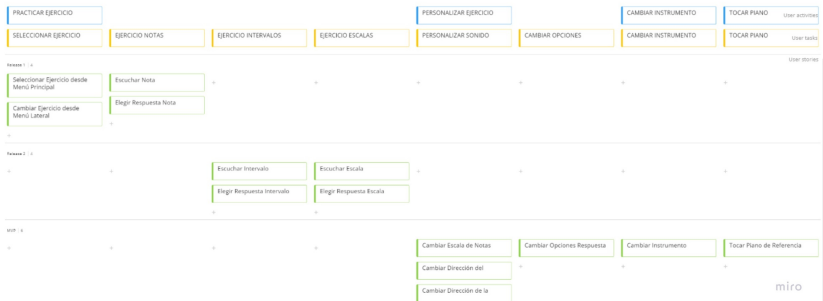 PRACTICAR EJERCICIO
PERSONALIZAR EJERCICIO
CAMBIAR INSTRUMENTO
TOCAR PIANO
User activities
SELECCIONAR EJERCICIO
EJERCICIO NOTAS
EJERCICIO INTERVALOS
EJERCICIO ESCALAS
PERSONALIZAR SONIDO
CAMBIAR OPCIONES
CAMBIAR INSTRUMENTO
TOCAR PIANO
User tasks
User stories
Release 1
Seleccionar Ejercicio desde
Menú Principal
Escuchar Nota
Elegir Respuesta Nota
Cambiar Ejercicio desde
Menú Lateral
Release 2
Escuchar Intervalo
Escuchar Escala
Elegir Respuesta Intervalo
Elegir Respuesta Escala
MVP
Cambiar Escala de Notas
Cambiar Opciones Respuesta
Cambiar Instrumento
Tocar Piano de Referencia
Cambiar Dirección del
Cambiar Dirección de la
miro